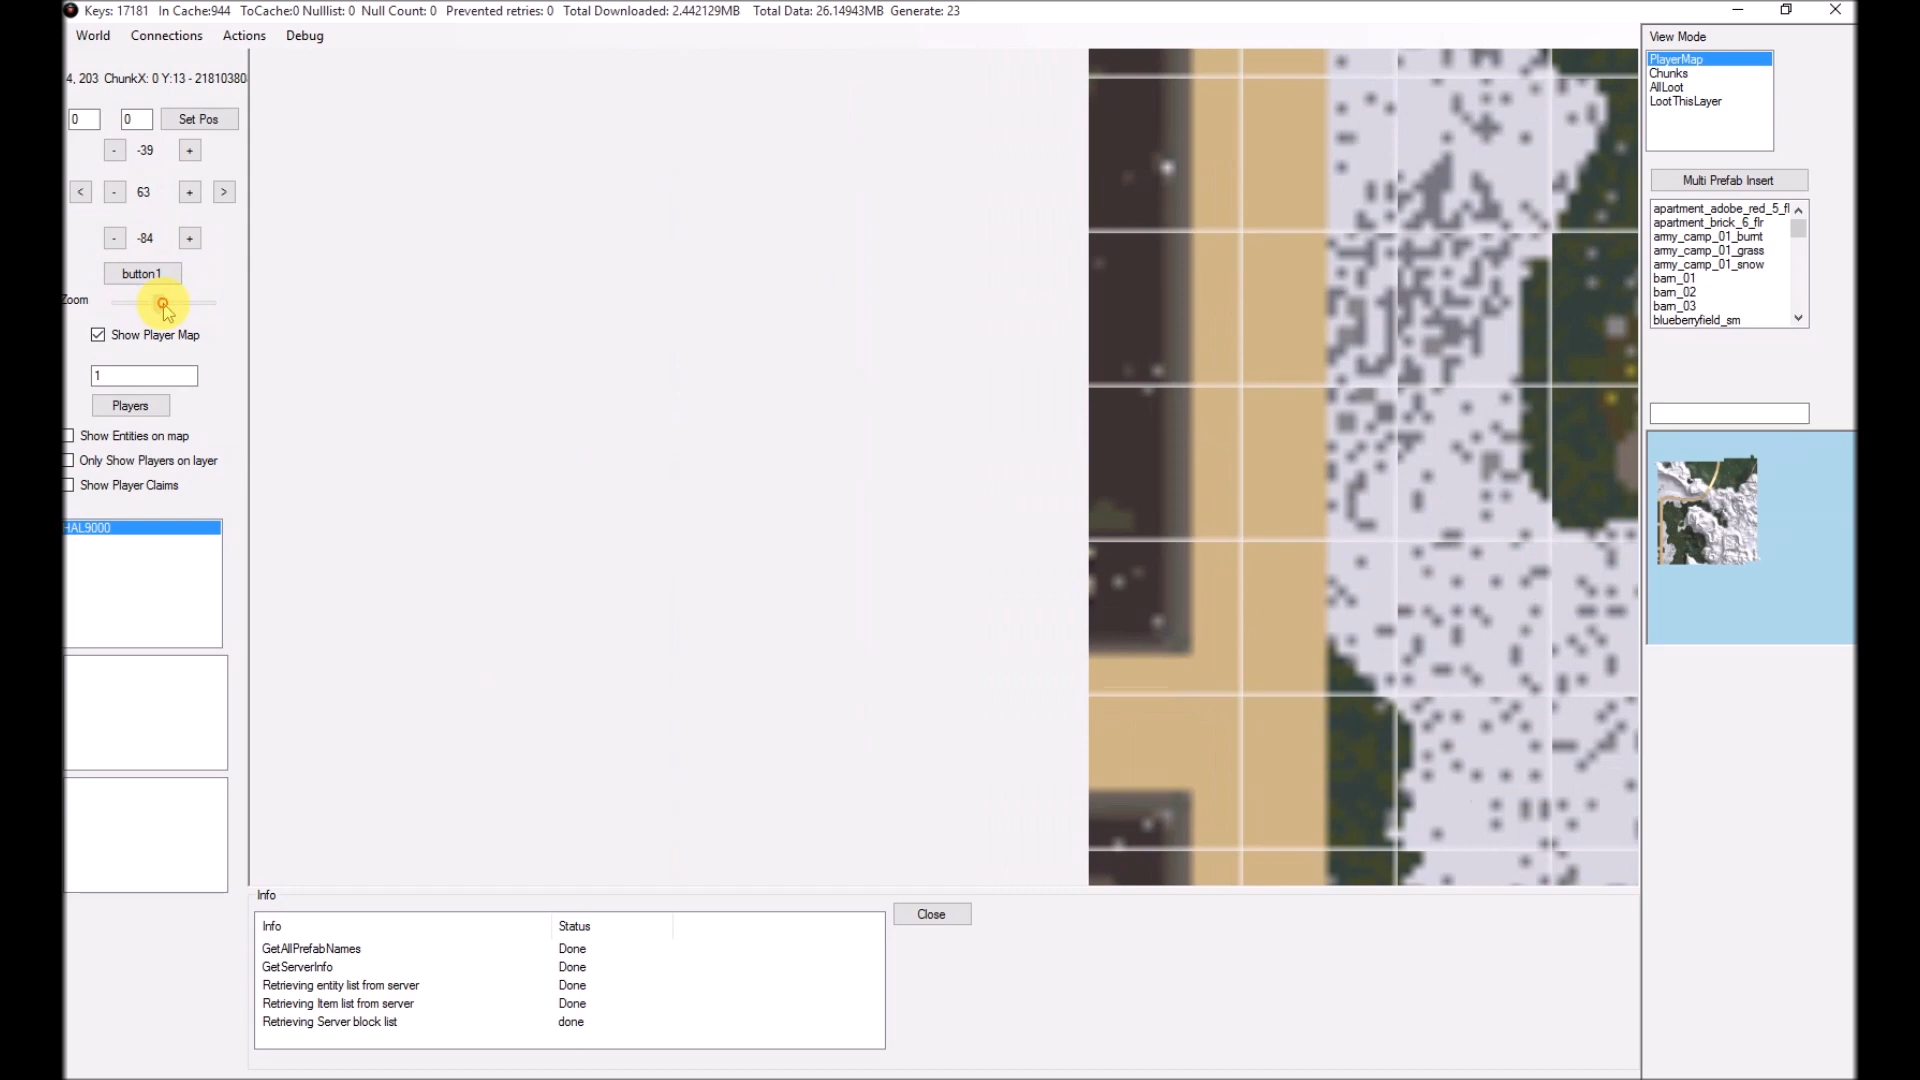 Keys: 17181 In Cache:944 ToCache:0 Nulllist: 0 Null Count: 0 Prevented retries: 0 Total Downloaded: 2.442129MB Total Data: 26.14943MB Generate: 23
World Connections Actions Debug
4, 203 ChunkX: 0 Y:13 - 21810380
0 0 Set Pos
- -39 +
< - 63 + >
- -84 +
button1
Zoom
Show Player Map
1
Players
Show Entities on map
Only Show Players on layer
Show Player Claims
HAL9000
Info
Info Status
GetAllPrefabNames Done
GetServerInfo Done
Retrieving entity list from server Done
Retrieving Item list from server Done
Retrieving Server block list done
Close
View Mode
PlayerMap
Chunks
AllLoot
LootThisLayer
Multi Prefab Insert
apartment_adobe_red_5_fl
apartment_brick_6_flr
army_camp_01_burnt
army_camp_01_grass
army_camp_01_snow
barn_01
barn_02
barn_03
blueberryfield_sm